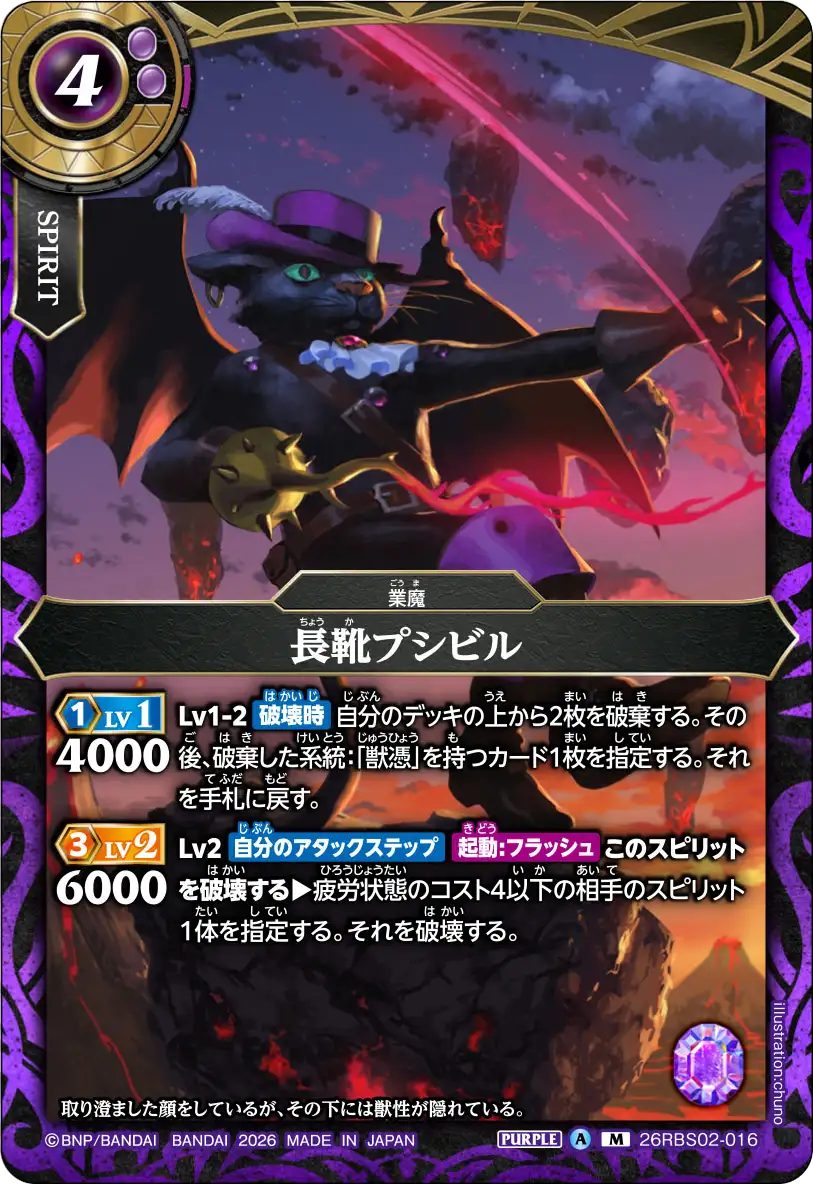 4
SPIRIT
ごうま
業魔
ちょうか
長靴プシビル
1 LV1
4000
Lv1-2 破壊時 自分のデッキの上から2枚を破棄する。その
後、破棄した系統:「獣憑」を持つカード1枚を指定する。それ
を手札に戻す。
3 LV2
6000
Lv2 自分のアタックステップ 起動:フラッシュ このスピリット
を破壊する▶疲労状態のコスト4以下の相手のスピリット
1体を指定する。それを破壊する。
illustration:chuno
取り澄ました顔をしているが、その下には獣性が隠れている。
©BNP/BANDAI BANDAI 2026 MADE IN JAPAN PURPLE A M 26RBS02-016